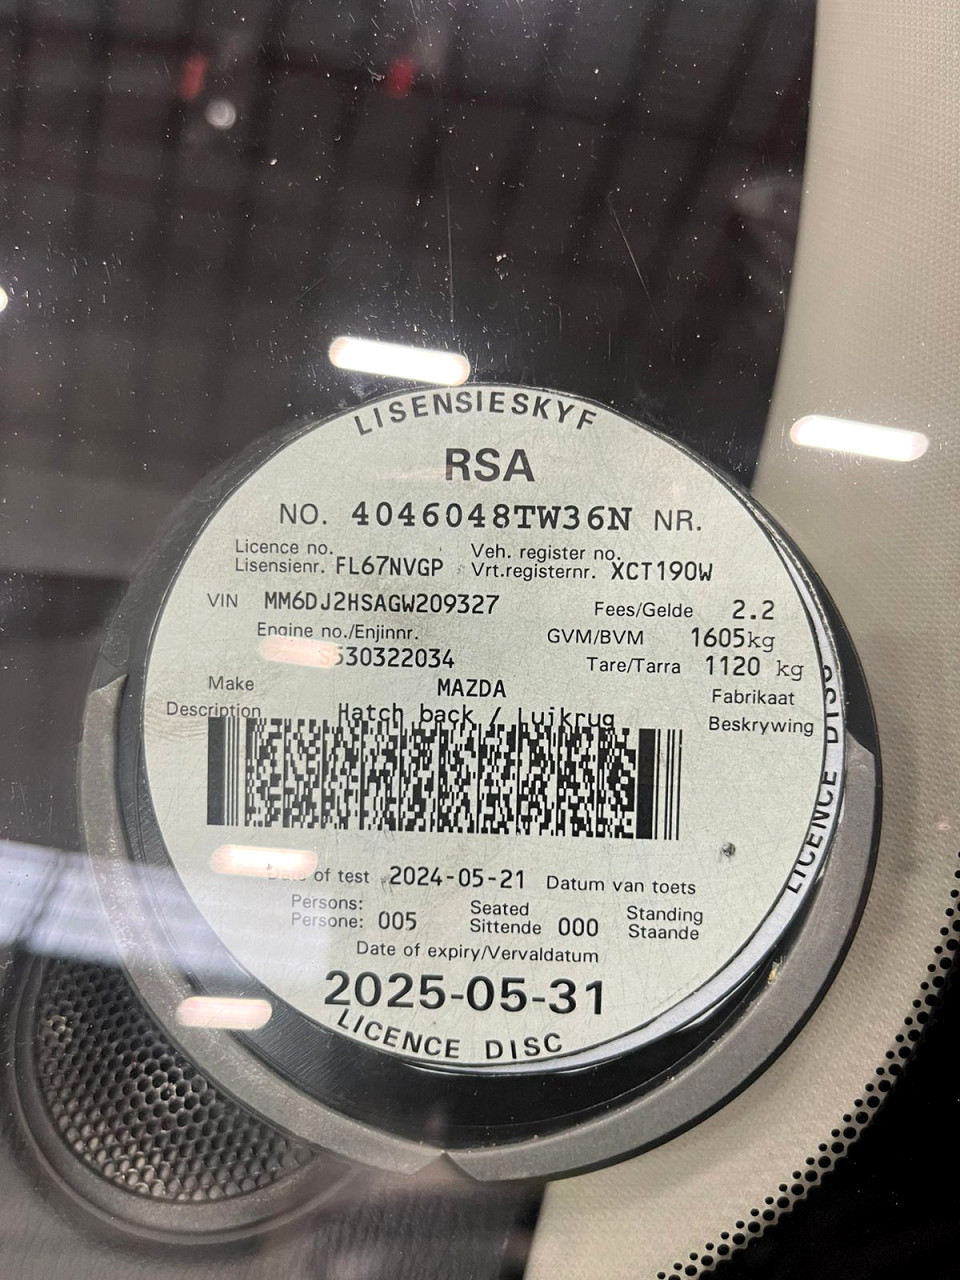 LISENSIESKYF
RSA
NO. 4046048TW36N NR.
Licence no. Veh. register no.
Lisensienr. FL67NVGP Vrt.registernr. XCT190W
VIN MM6DJ2HSAGW209327 Fees/Gelde 2.2
Engine no./Enjinnr. GVM/BVM 1605kg
S530322034 Tare/Tarra 1120 kg
Make MAZDA Fabrikaat
Description Hatch back / Luikrug Beskrywing
Date of test 2024-05-21 Datum van toets
Persons: Seated Standing
Persone: 005 Sittende 000 Staande
Date of expiry/Vervaldatum
2025-05-31
LICENCE DISC
LICENCE DISC